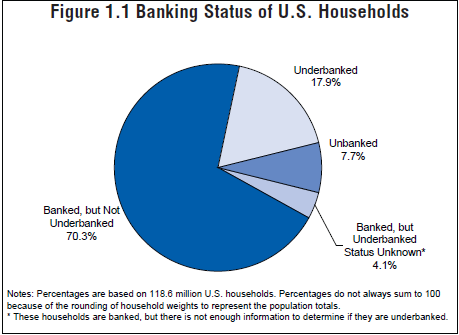 Figure 1.1 Banking Status of U.S. Households
Underbanked
17.9%
Unbanked
7.7%
Banked, but
Underbanked
Status Unknown*
4.1%
Banked, but Not
Underbanked
70.3%
Notes: Percentages are based on 118.6 million U.S. households. Percentages do not always sum to 100
because of the rounding of household weights to represent the population totals.
* These households are banked, but there is not enough information to determine if they are underbanked.